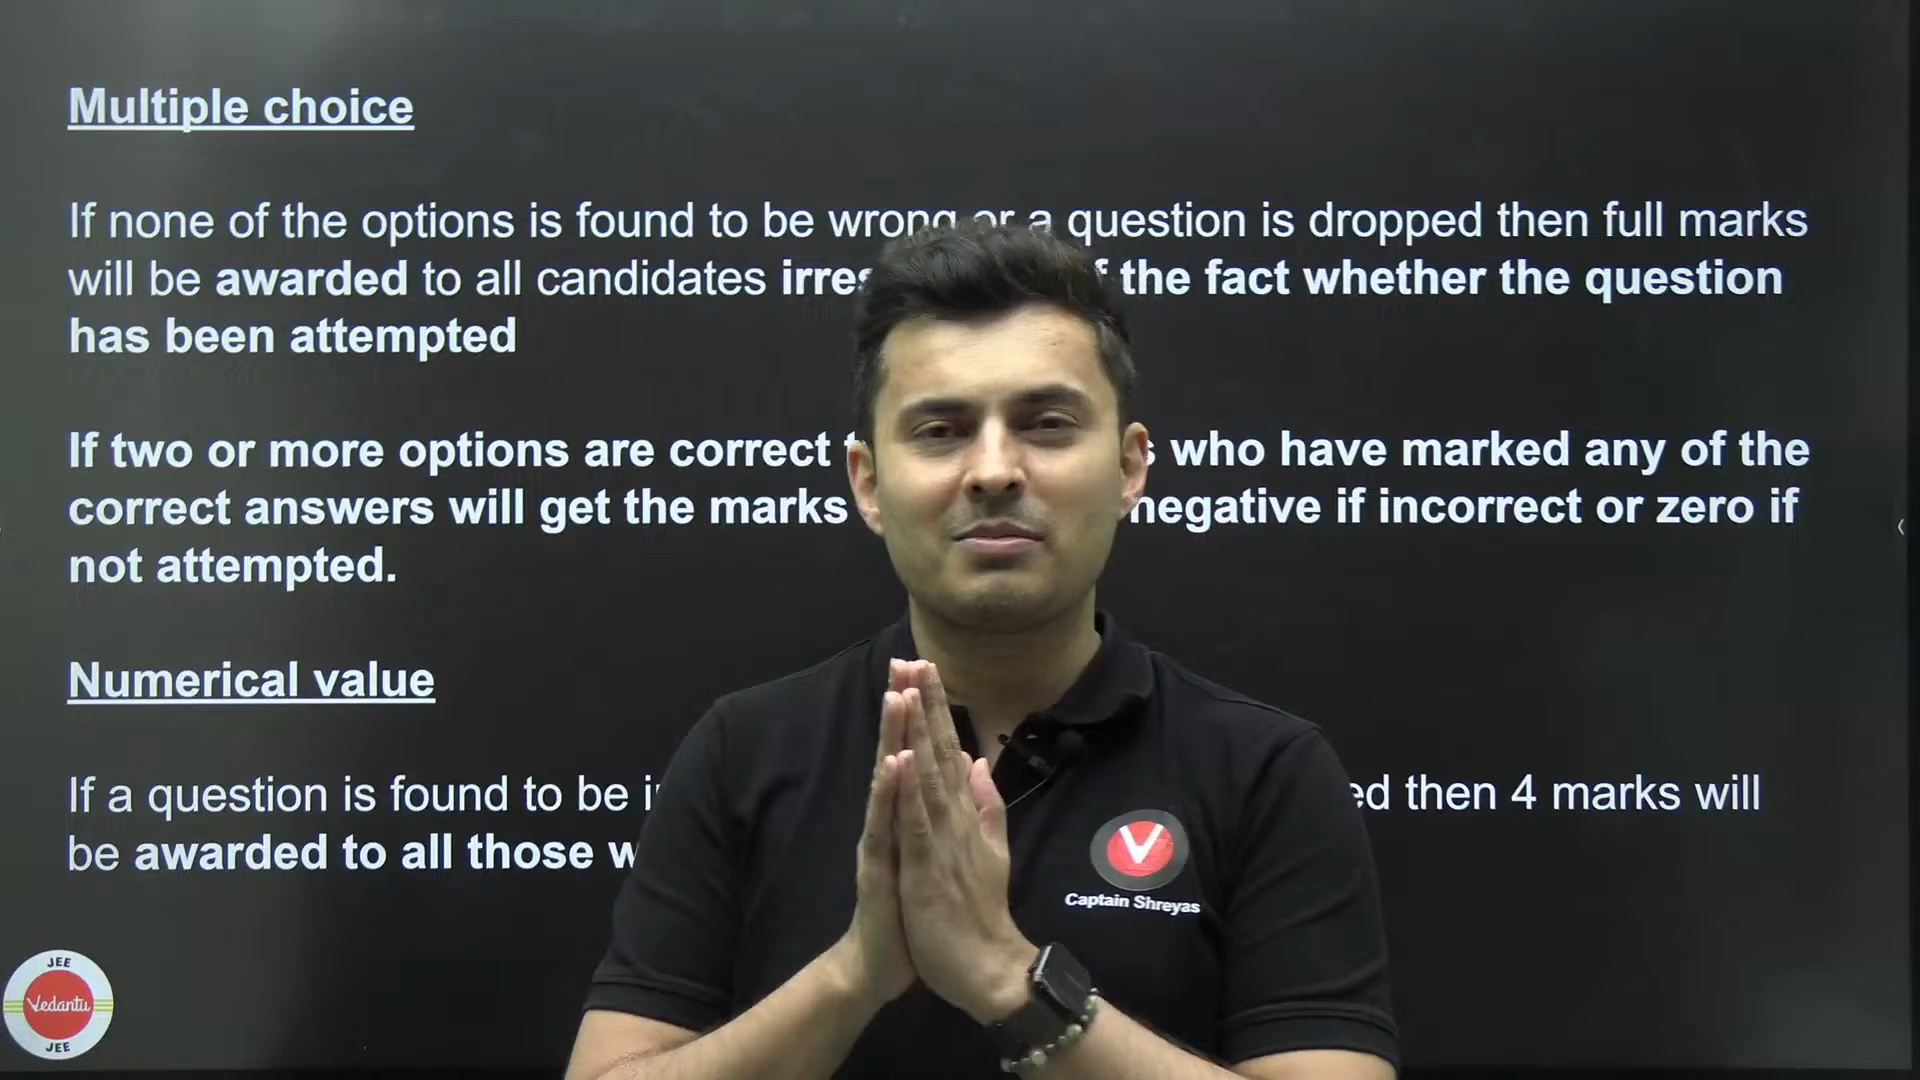 Multiple choice
If none of the options is found to be wrong or a question is dropped then full marks
will be awarded to all candidates f the fact whether the question
has been attempted
If two or more options are correct who have marked any of the
correct answers will get the marks negative if incorrect or zero if
not attempted.
Numerical value
If a question is found to be then 4 marks will
be awarded to all those
V
Captain Shreyas
JEE
Vedantu
JEE